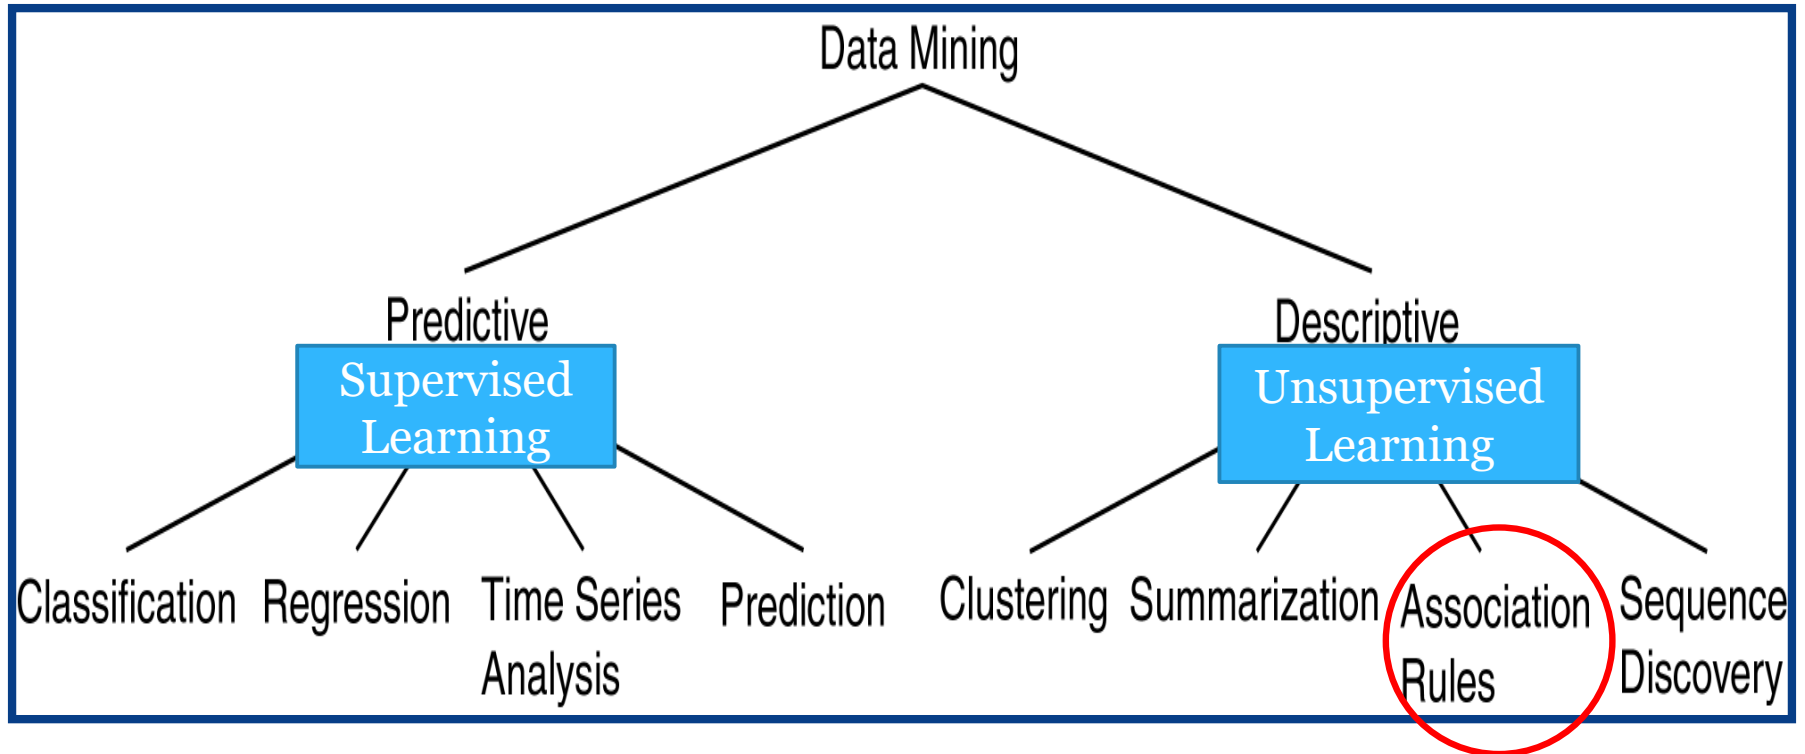 Data Mining
Predictive
Descriptive
Supervised
Learning
Unsupervised
Learning
Classification
Regression
Time Series
Analysis
Prediction
Clustering
Summarization
Association
Rules
Sequence
Discovery